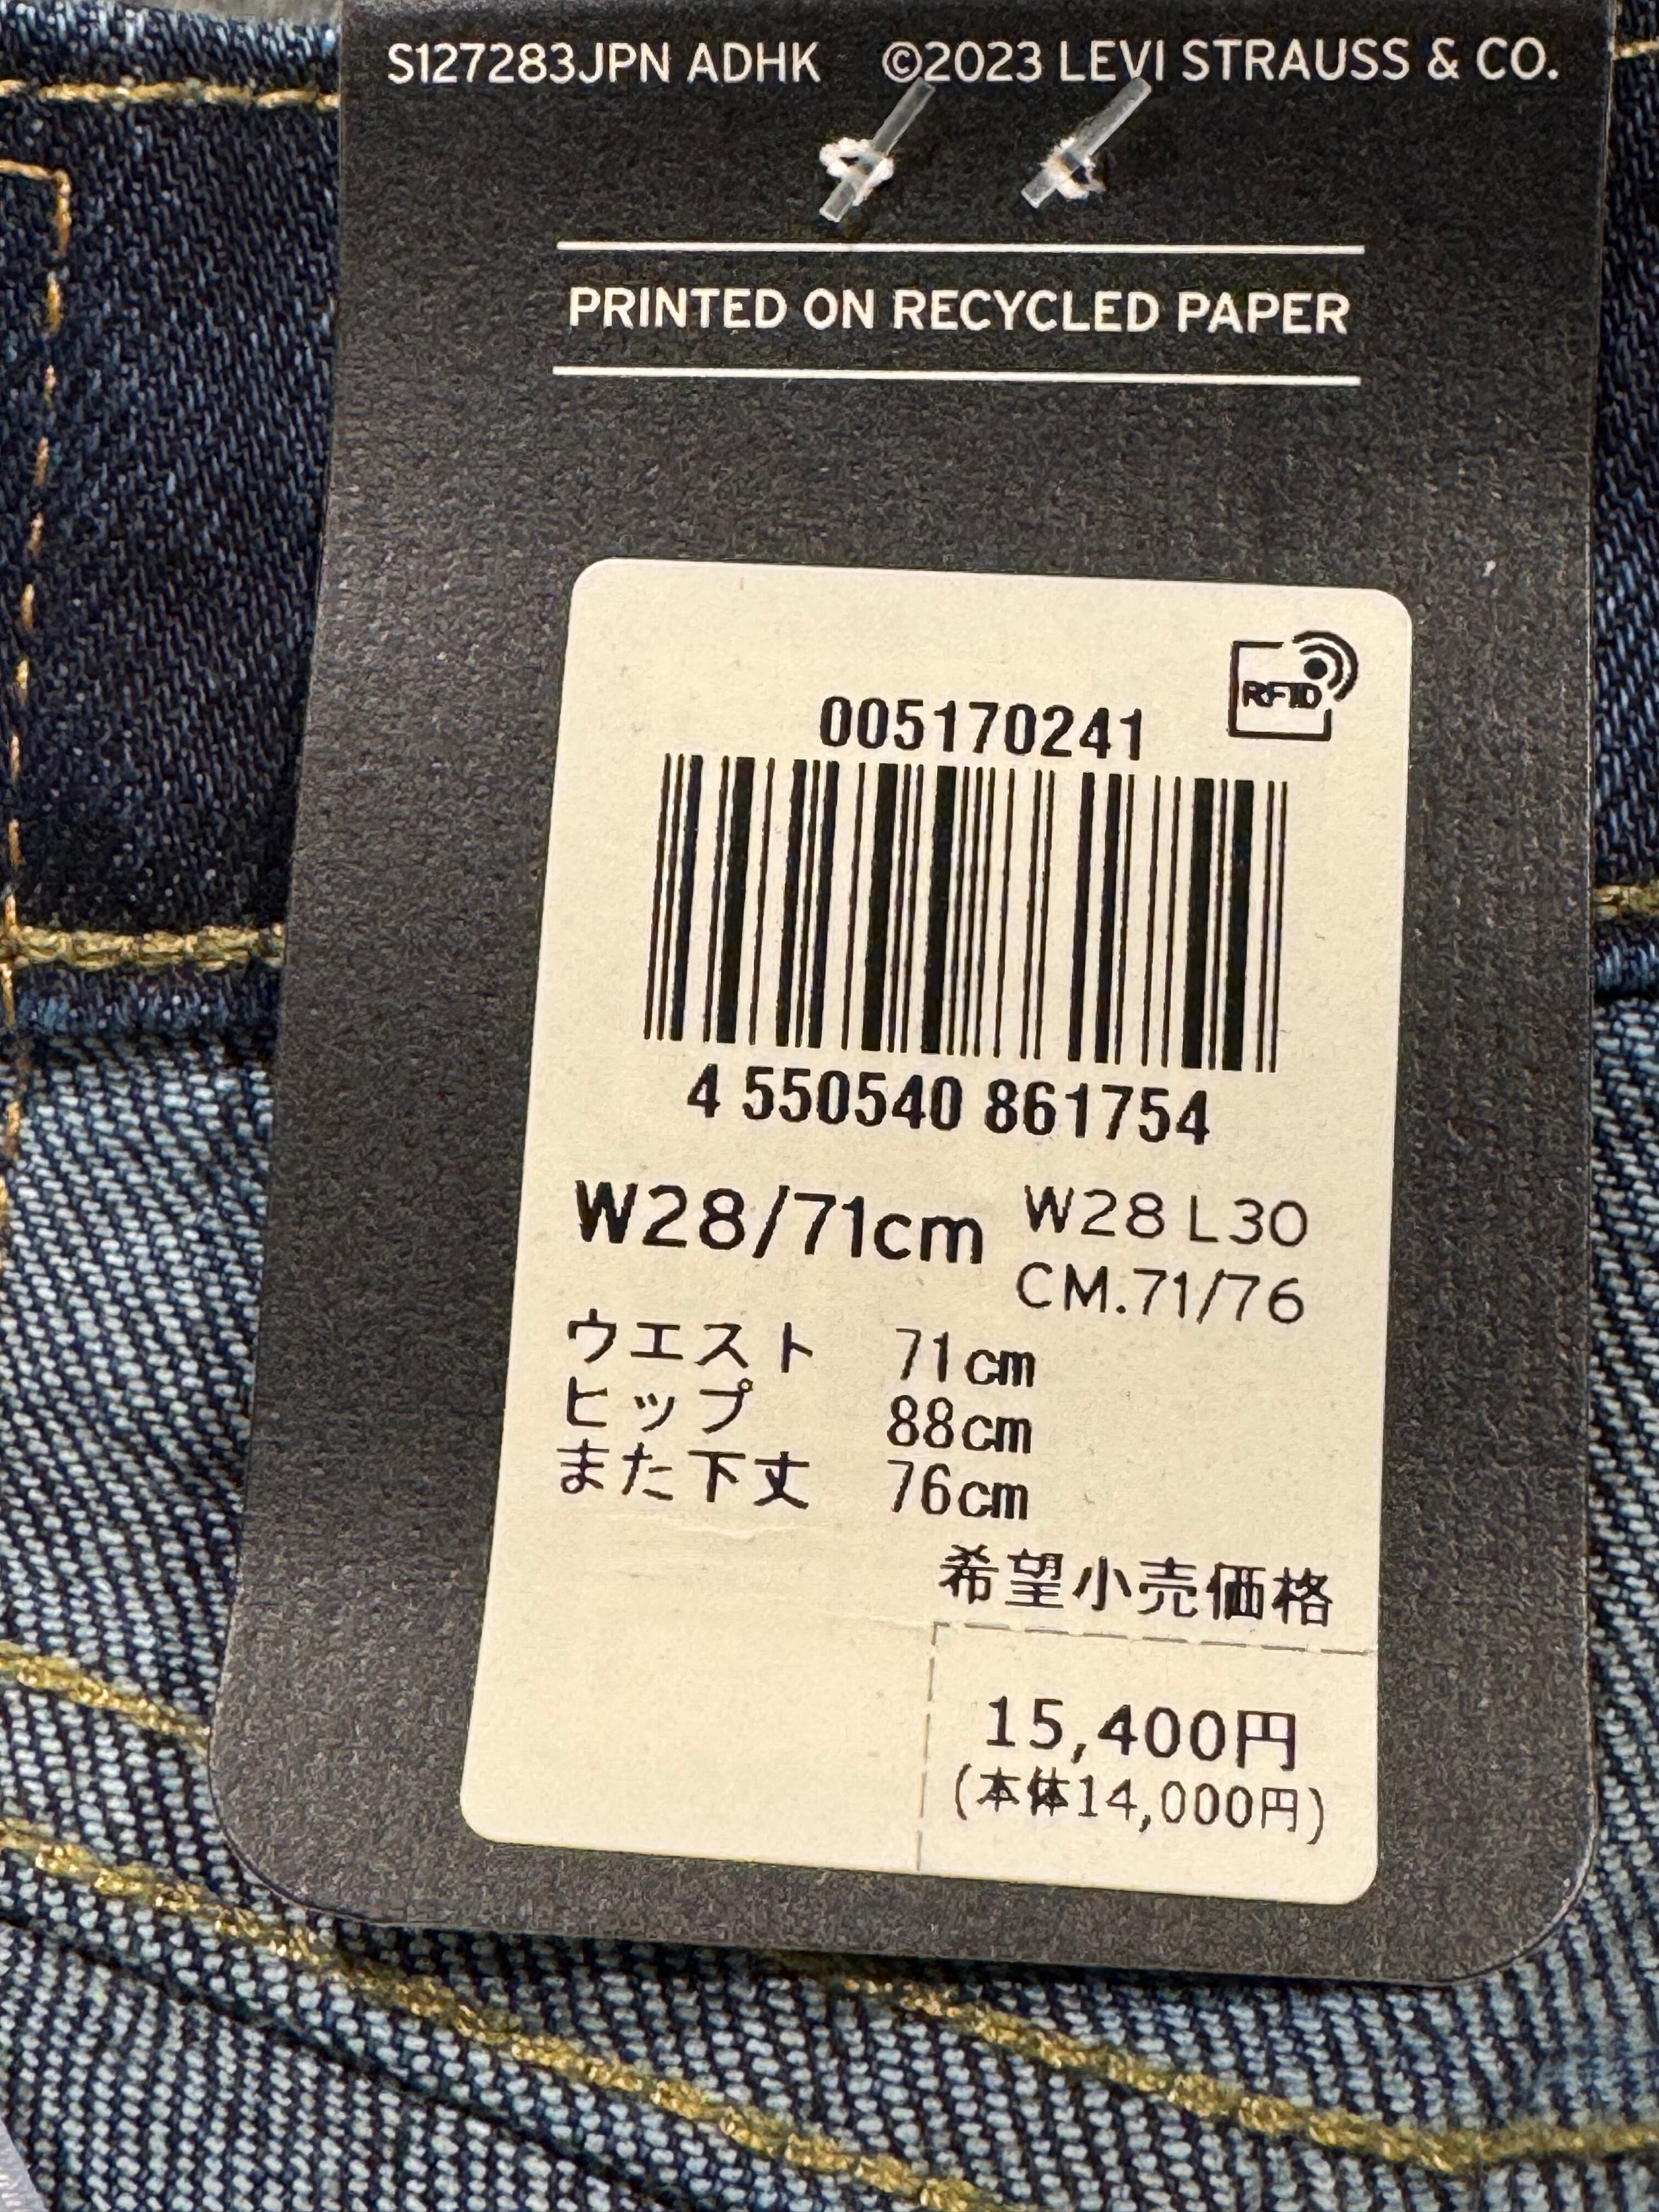 S127283JPN ADHK ©2023 LEVI STRAUSS & CO.
PRINTED ON RECYCLED PAPER
RFID
005170241
4 550540 861754
W28/71cm
W28 L30
CM.71/76
ウエスト 71cm
ヒップ 88cm
また下丈 76cm
希望小売価格
15,400円
(本体14,000円)